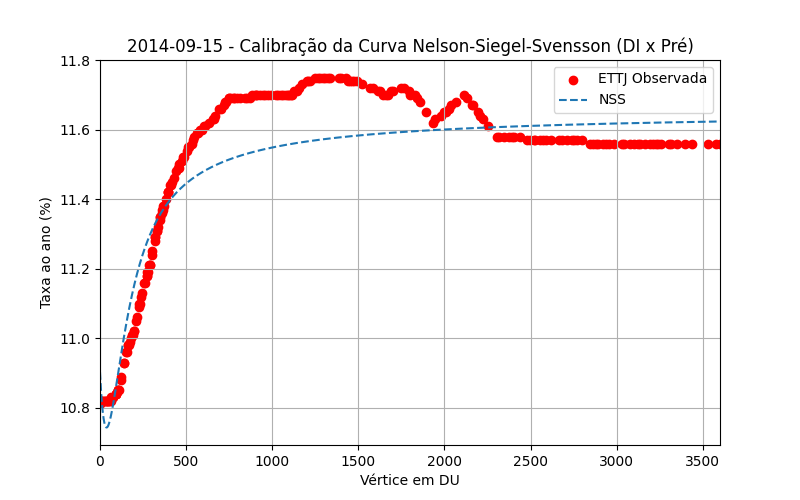 2014-09-15 - Calibração da Curva Nelson-Siegel-Svensson (DI x Pré)
ETTJ Observada
NSS
Taxa ao ano (%)
11.8
11.6
11.4
11.2
11.0
10.8
0 500 1000 1500 2000 2500 3000 3500
Vértice em DU